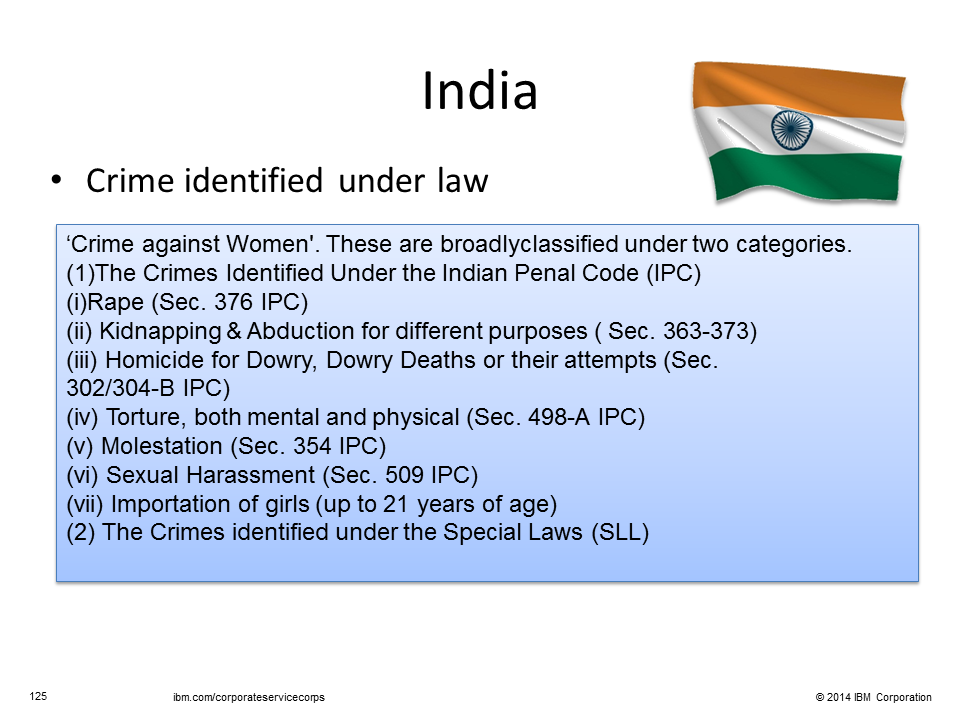 India
• Crime identified under law
‘Crime against Women'. These are broadlyclassified under two categories.
(1)The Crimes Identified Under the Indian Penal Code (IPC)
(i)Rape (Sec. 376 IPC)
(ii) Kidnapping & Abduction for different purposes ( Sec. 363-373)
(iii) Homicide for Dowry, Dowry Deaths or their attempts (Sec.
302/304-B IPC)
(iv) Torture, both mental and physical (Sec. 498-A IPC)
(v) Molestation (Sec. 354 IPC)
(vi) Sexual Harassment (Sec. 509 IPC)
(vii) Importation of girls (up to 21 years of age)
(2) The Crimes identified under the Special Laws (SLL)
125 ibm.com/corporateservicecorps © 2014 IBM Corporation